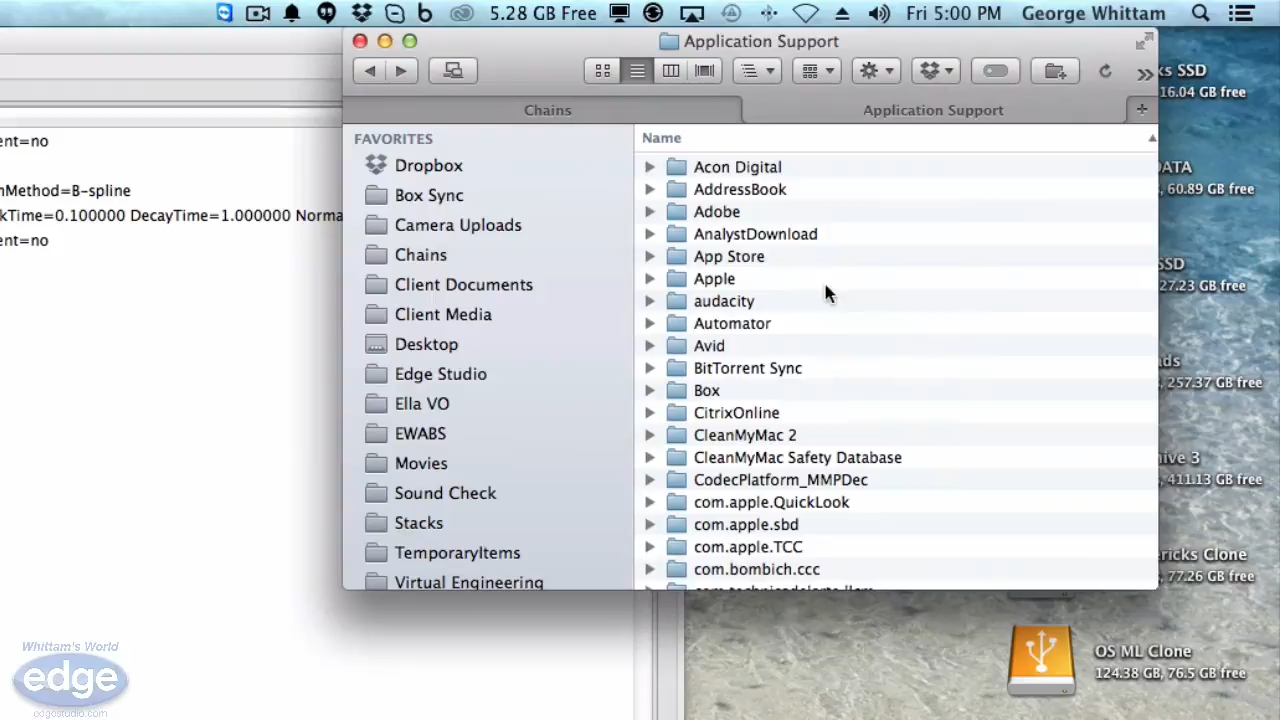 5.28 GB Free Fri 5:00 PM George Whittam
Application Support
Chains
Application Support
FAVORITES
Dropbox
Box Sync
Camera Uploads
Chains
Client Documents
Client Media
Desktop
Edge Studio
Ella VO
EWABS
Movies
Sound Check
Stacks
TemporaryItems
Virtual Engineering
Name
Acon Digital
AddressBook
Adobe
AnalystDownload
App Store
Apple
audacity
Automator
Avid
BitTorrent Sync
Box
CitrixOnline
CleanMyMac 2
CleanMyMac Safety Database
CodecPlatform_MMPDec
com.apple.QuickLook
com.apple.sbd
com.apple.TCC
com.bombich.ccc
ent=no
nMethod=B-spline
kTime=0.100000 DecayTime=1.000000 Norma
ent=no
ks SSD
16.04 GB free
ATA
, 60.89 GB free
SSD
27.23 GB free
ds
, 257.37 GB free
ive 3
, 411.13 GB free
ericks Clone
, 77.26 GB free
OS ML Clone
124.38 GB, 76.5 GB free
Whittam's World
edge
edgestudio.com